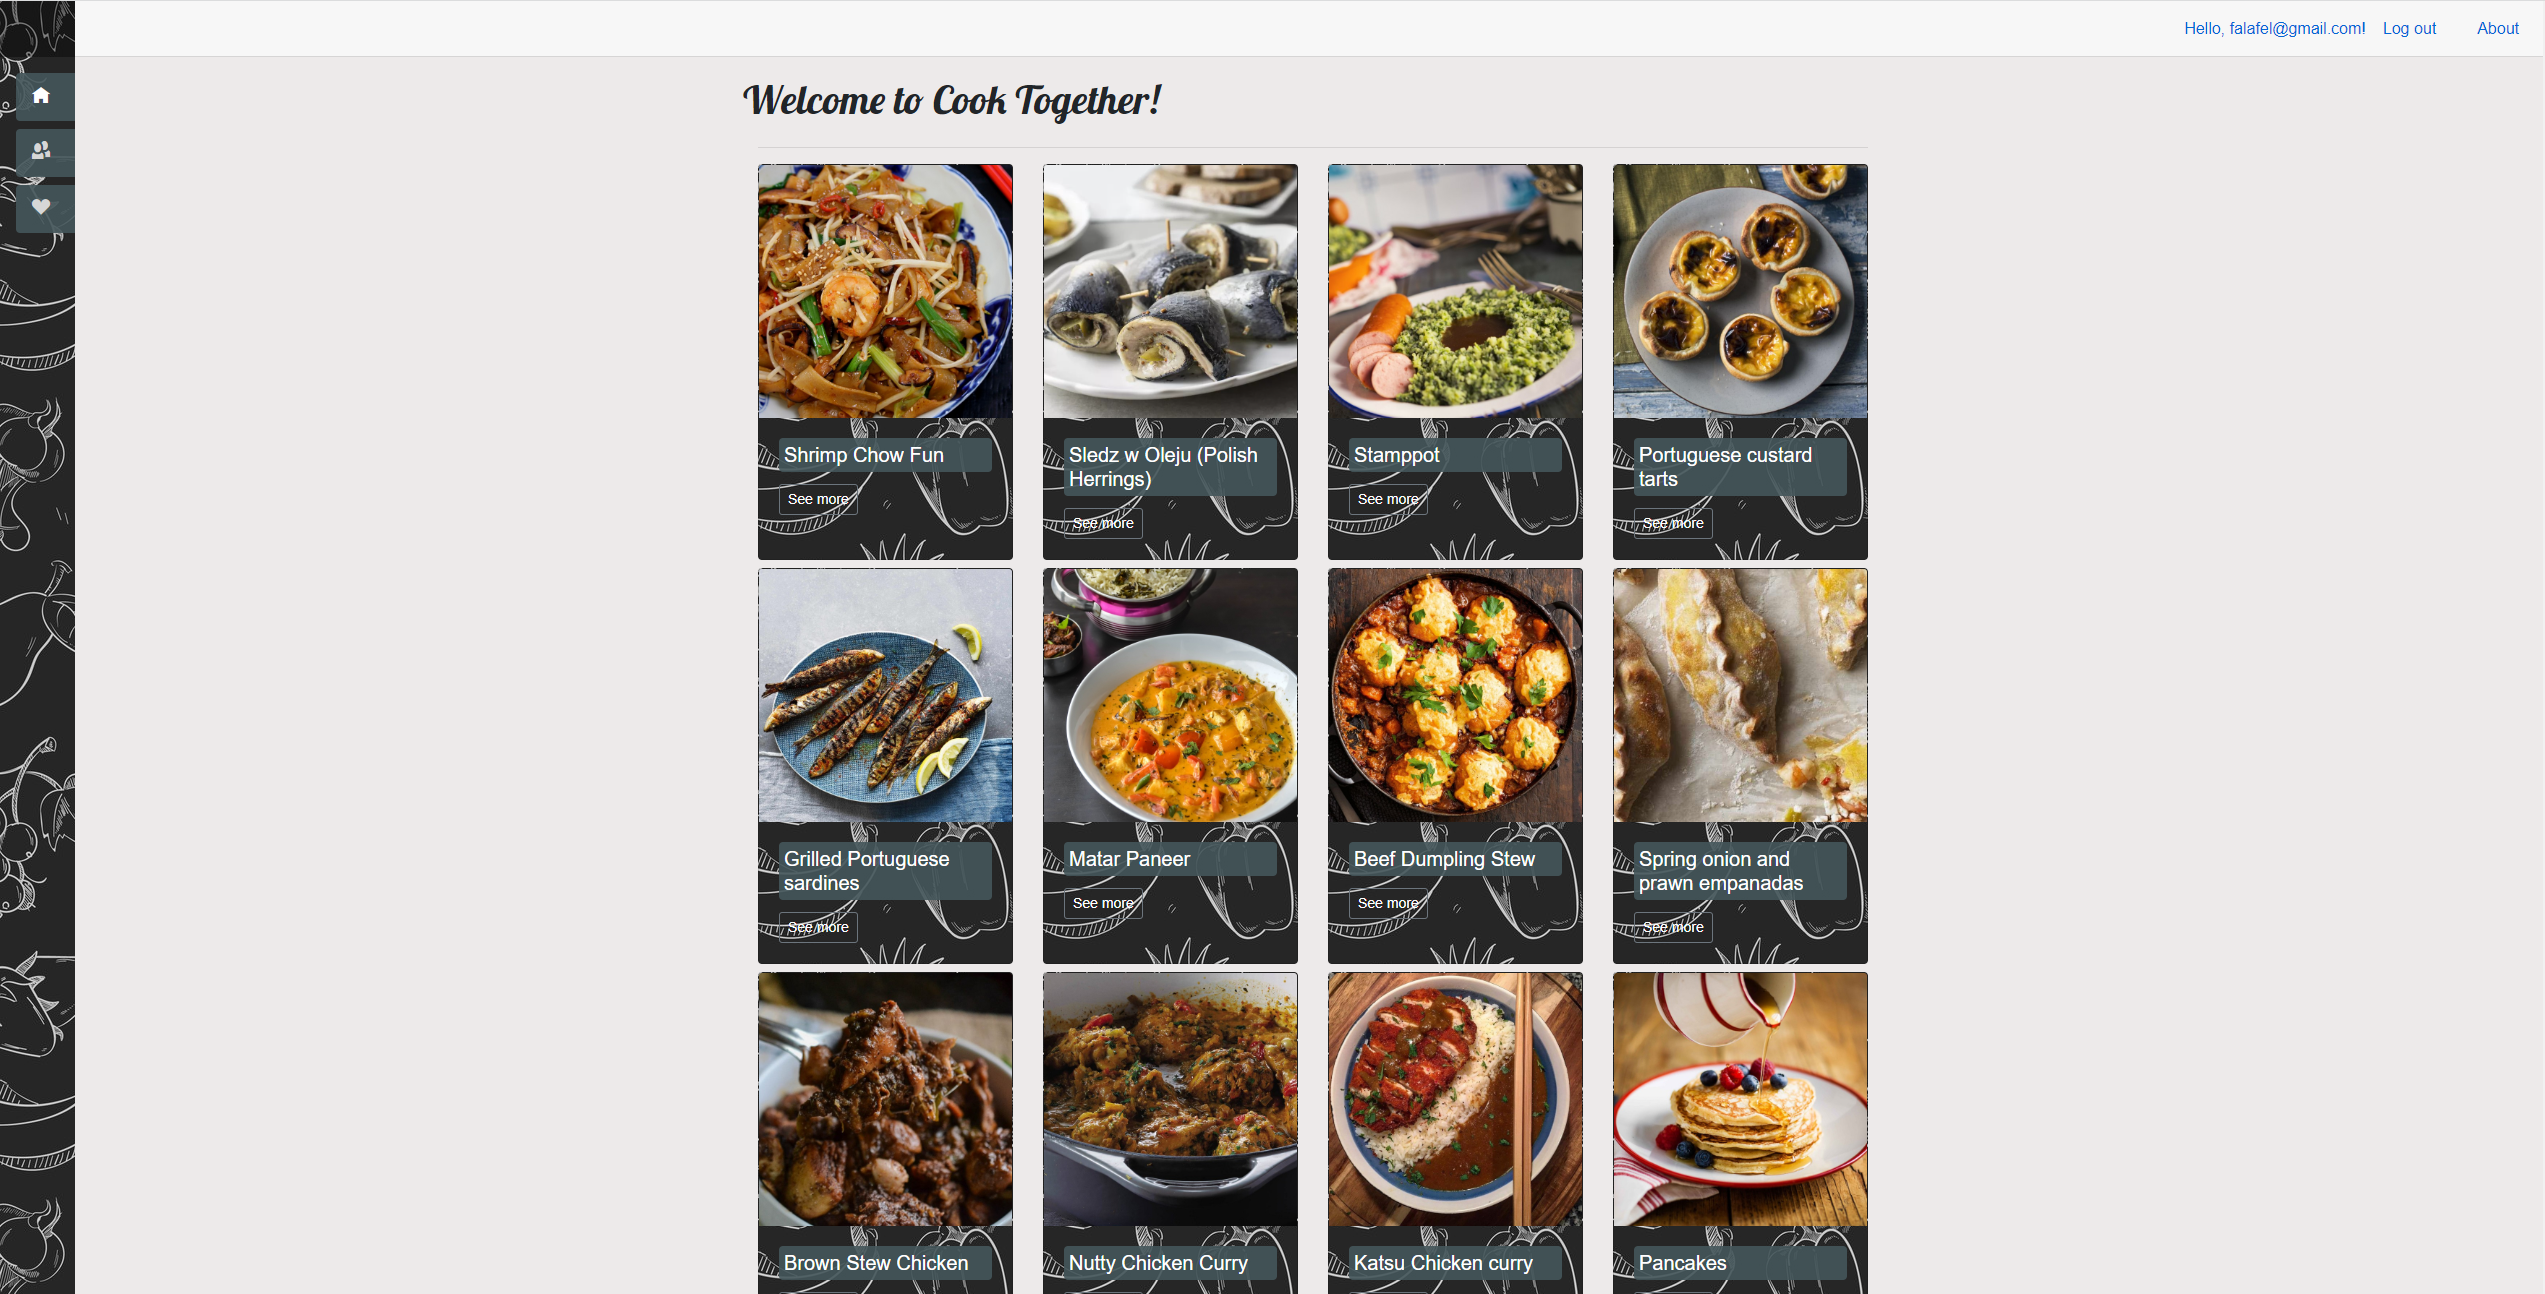 Hello, falafel@gmail.com! Log out About
Welcome to Cook Together!
Shrimp Chow Fun
See more
Sledz w Oleju (Polish
Herrings)
See more
Stamppot
See more
Portuguese custard
tarts
See more
Grilled Portuguese
sardines
See more
Matar Paneer
See more
Beef Dumpling Stew
See more
Spring onion and
prawn empanadas
See more
Brown Stew Chicken
Nutty Chicken Curry
Katsu Chicken curry
Pancakes